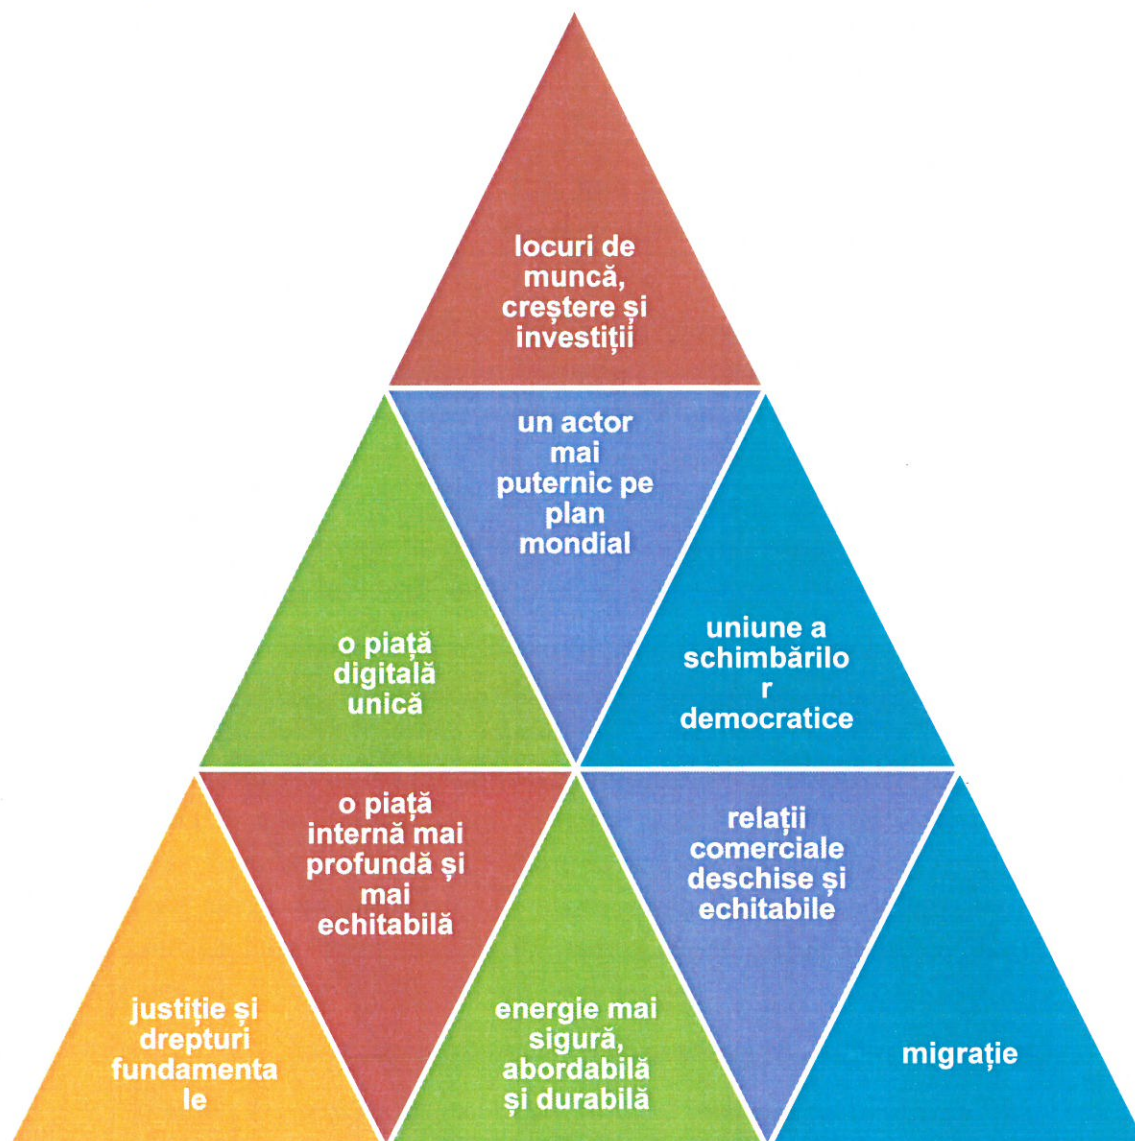 locuri de
muncă,
creștere și
investiții
un actor
mai
puternic pe
plan
mondial
o piață
digitală
unică
uniune a
schimbărilo
r
democratice
o piață
internă mai
profundă și
mai
echitabilă
relații
comerciale
deschise și
echitabile
justiție și
drepturi
fundamenta
le
energie mai
sigură,
abordabilă
și durabilă
migrație